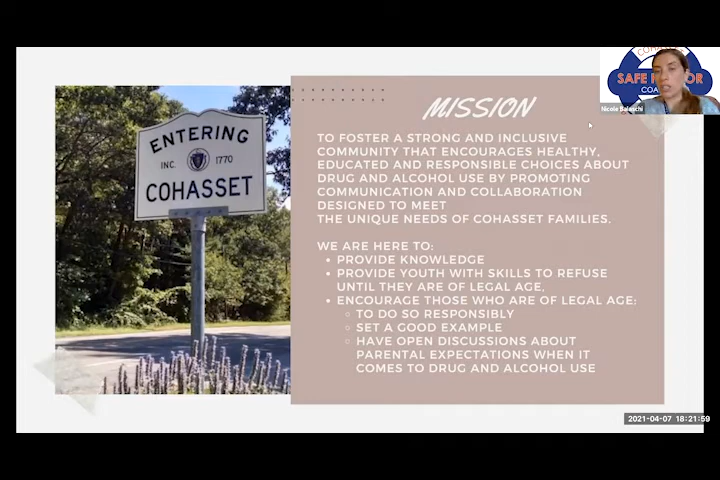 SAFE
COA
Nicole Balaschi
ENTERING
INC. 1770
COHASSET
MISSION
TO FOSTER A STRONG AND INCLUSIVE
COMMUNITY THAT ENCOURAGES HEALTHY,
EDUCATED AND RESPONSIBLE CHOICES ABOUT
DRUG AND ALCOHOL USE BY PROMOTING
COMMUNICATION AND COLLABORATION
DESIGNED TO MEET
THE UNIQUE NEEDS OF COHASSET FAMILIES.
WE ARE HERE TO:
• PROVIDE KNOWLEDGE
• PROVIDE YOUTH WITH SKILLS TO REFUSE
UNTIL THEY ARE OF LEGAL AGE,
• ENCOURAGE THOSE WHO ARE OF LEGAL AGE:
◦ TO DO SO RESPONSIBLY
◦ SET A GOOD EXAMPLE
◦ HAVE OPEN DISCUSSIONS ABOUT
PARENTAL EXPECTATIONS WHEN IT
COMES TO DRUG AND ALCOHOL USE
2021-04-07 18:21:59